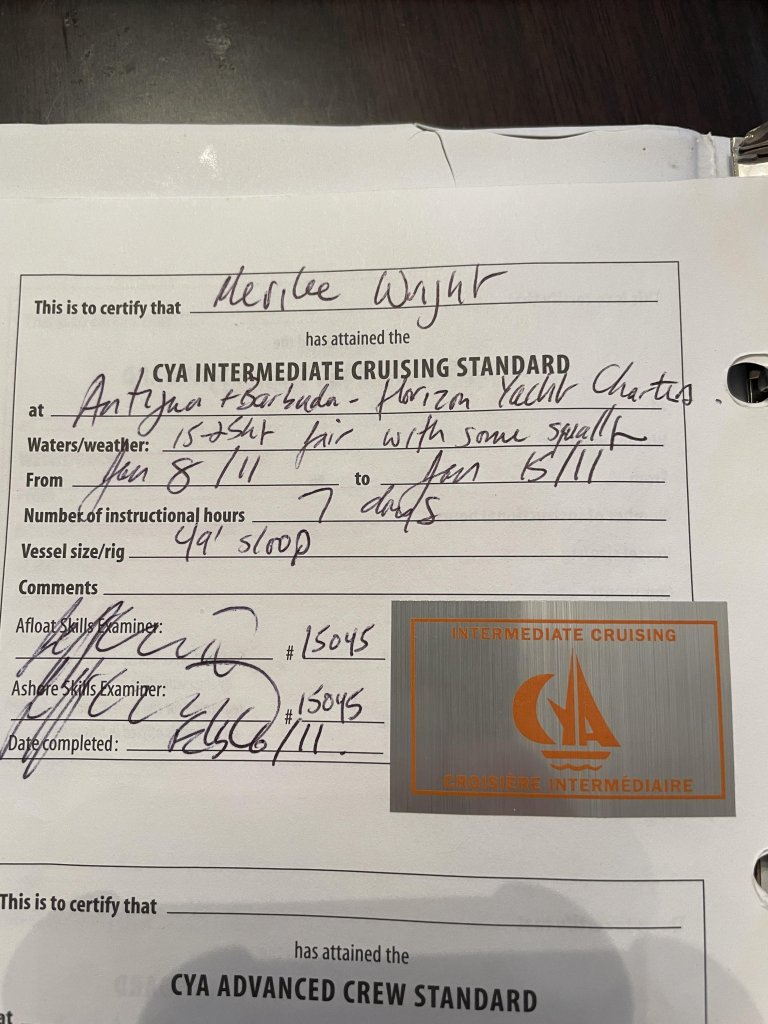 This is to certify that Merilee Wright
has attained the
CYA INTERMEDIATE CRUISING STANDARD
at Antigua + Barbuda - Horizon Yacht Charters.
Waters/weather: 15-25kt fair with some squalls
From Jan 8/11 to Jan 15/11
Number of instructional hours 7 days
Vessel size/rig 49' sloop
Comments
Afloat Skills Examiner: # 15045
Ashore Skills Examiner: # 15045
Date completed: /11.
INTERMEDIATE CRUISING
CYA
CROISIÈRE INTERMÉDIAIRE
This is to certify that
has attained the
CYA ADVANCED CREW STANDARD
at